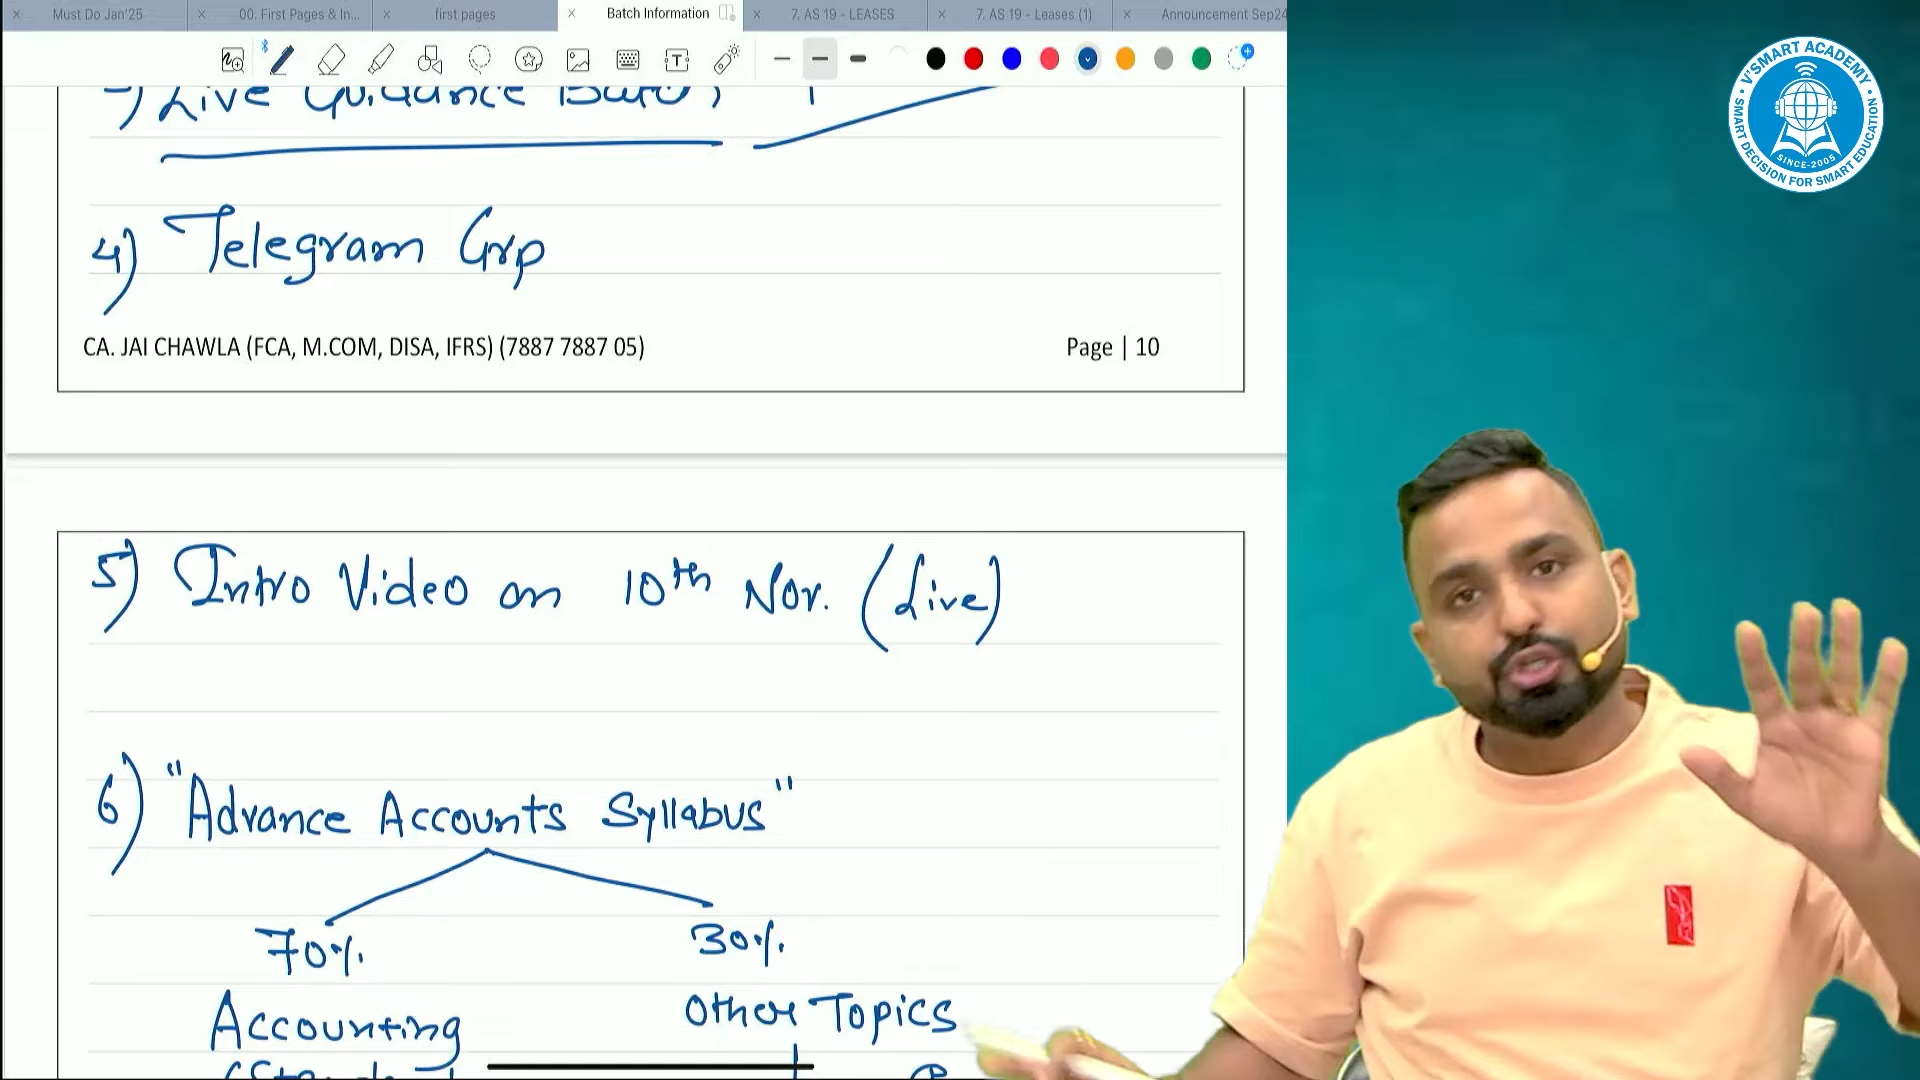 Must Do Jan'25
00. First Pages & In...
first pages
Batch Information
7. AS 19 - LEASES
7. AS 19 - Leases (1)
Announcement Sep24
Live Guidance Batch
4) Telegram Grp
CA. JAI CHAWLA (FCA, M.COM, DISA, IFRS) (7887 7887 05)
Page | 10
5) Intro Video on 10th Nov. (Live)
6) "Advance Accounts Syllabus"
70%. 30%.
Accounting Other Topics
V'SMART ACADEMY
SMART DECISION FOR SMART EDUCATION
SINCE-2005